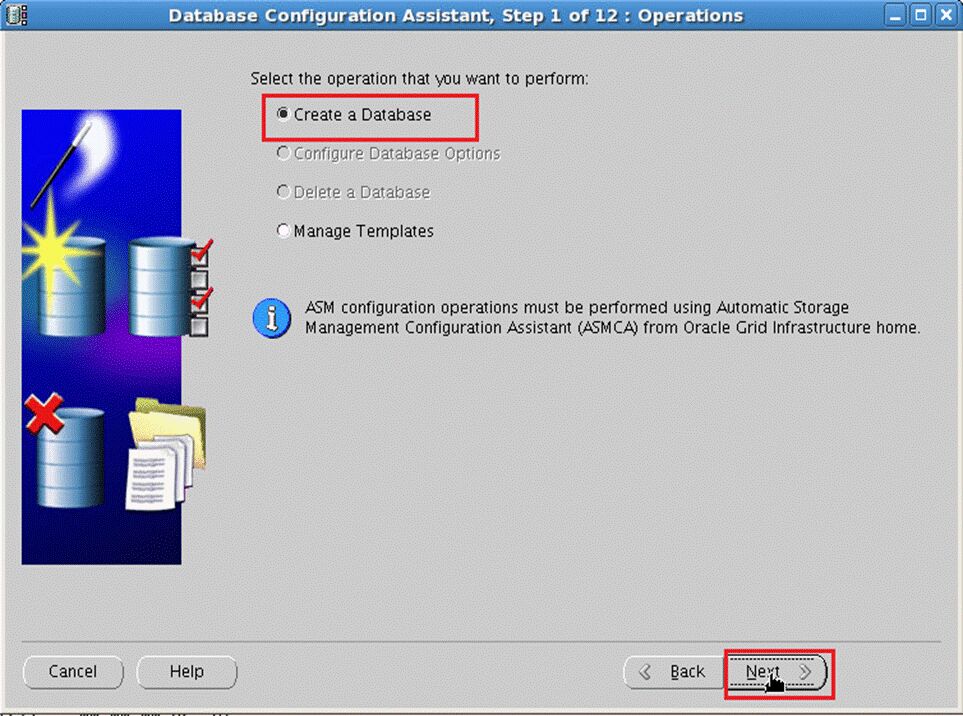 Database Configuration Assistant, Step 1 of 12 : Operations
Select the operation that you want to perform:
Create a Database
Configure Database Options
Delete a Database
Manage Templates
ASM configuration operations must be performed using Automatic Storage
Management Configuration Assistant (ASMCA) from Oracle Grid Infrastructure home.
Cancel
Help
Back
Next